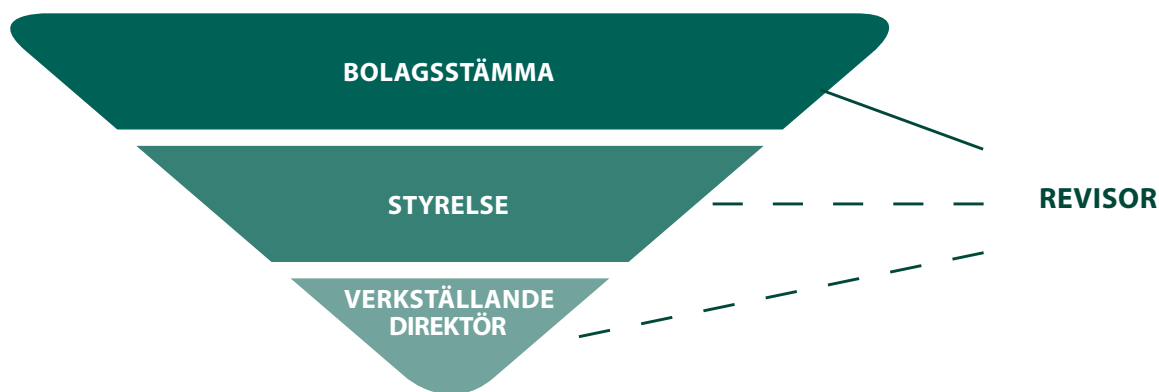 BOLAGSSTÄMMA
STYRELSE
REVISOR
VERKSTÄLLANDE
DIREKTÖR